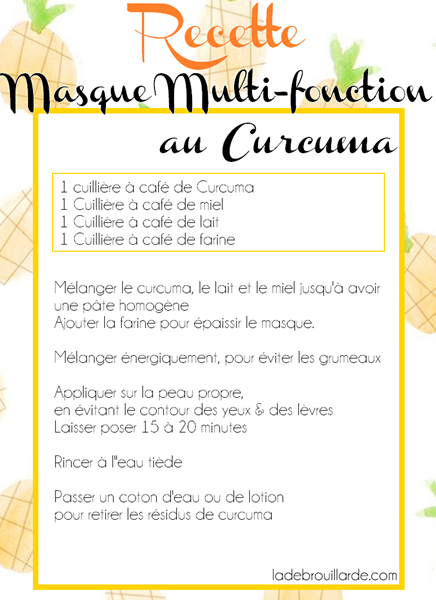 Recette
Masque Multi-fonction
au Curcuma
1 cuillière à café de Curcuma
1 Cuillière à café de miel
1 Cuillière à café de lait
1 Cuillière à café de farine
Mélanger le curcuma, le lait et le miel jusqu'à avoir
une pâte homogène
Ajouter la farine pour épaissir le masque.
Mélanger énergiquement, pour éviter les grumeaux
Appliquer sur la peau propre,
en évitant le contour des yeux & des lèvres
Laisser poser 15 à 20 minutes
Rincer à l"eau tiède
Passer un coton d'eau ou de lotion
pour retirer les résidus de curcuma
ladebrouillarde.com